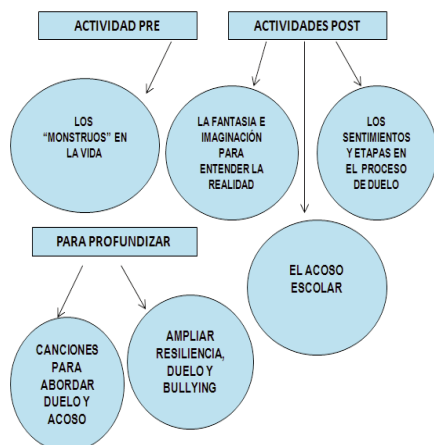 ACTIVIDAD PRE
ACTIVIDADES POST
LOS
“MONSTRUOS” EN
LA VIDA
LA FANTASIA E
IMAGINACIÓN
PARA
ENTENDER LA
REALIDAD
LOS
SENTIMIENTOS
Y ETAPAS EN
EL PROCESO
DE DUELO
PARA PROFUNDIZAR
EL ACOSO
ESCOLAR
CANCIONES
PARA
ABORDAR
DUELO Y
ACOSO
AMPLIAR
RESILIENCIA,
DUELO Y
BULLYING